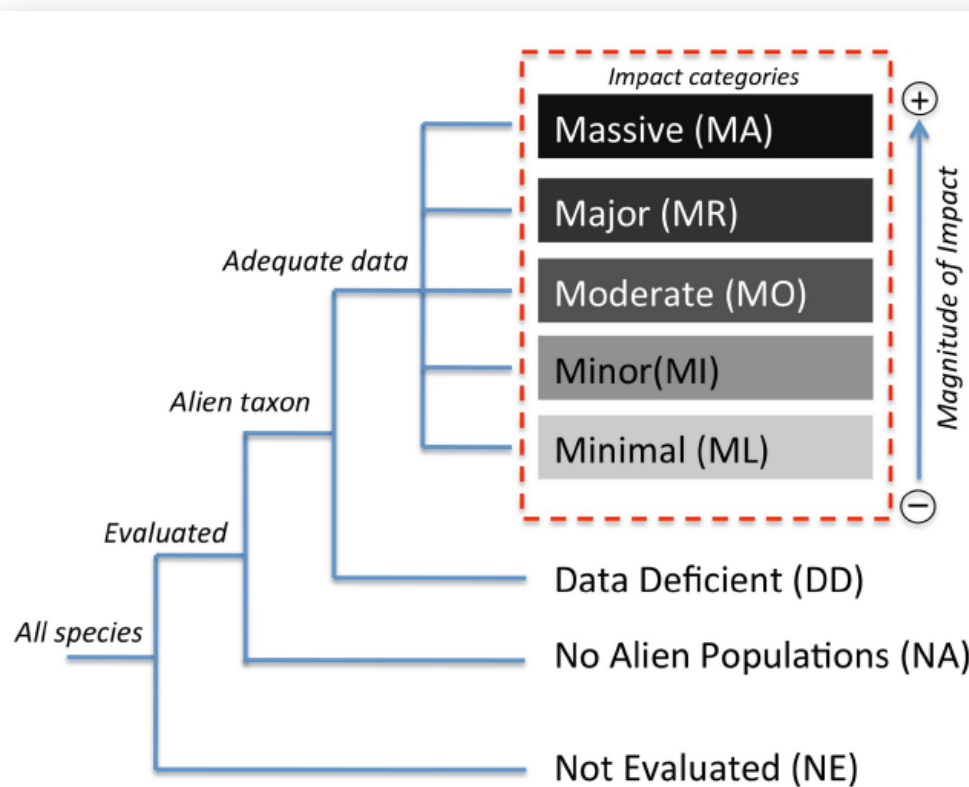 Impact categories
Massive (MA)
Major (MR)
Moderate (MO)
Minor(MI)
Minimal (ML)
+
Magnitude of Impact
−
Adequate data
Alien taxon
Evaluated
All species
Data Deficient (DD)
No Alien Populations (NA)
Not Evaluated (NE)